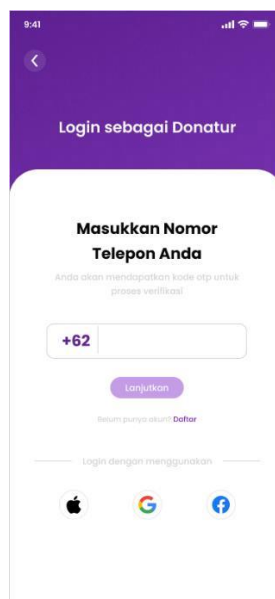 9:41
Login sebagai Donatur
Masukkan Nomor
Telepon Anda
Anda akan mendapatkan kode otp untuk
proses verifikasi
+62
Lanjutkan
Belum punya akun? Daftar
Login dengan menggunakan